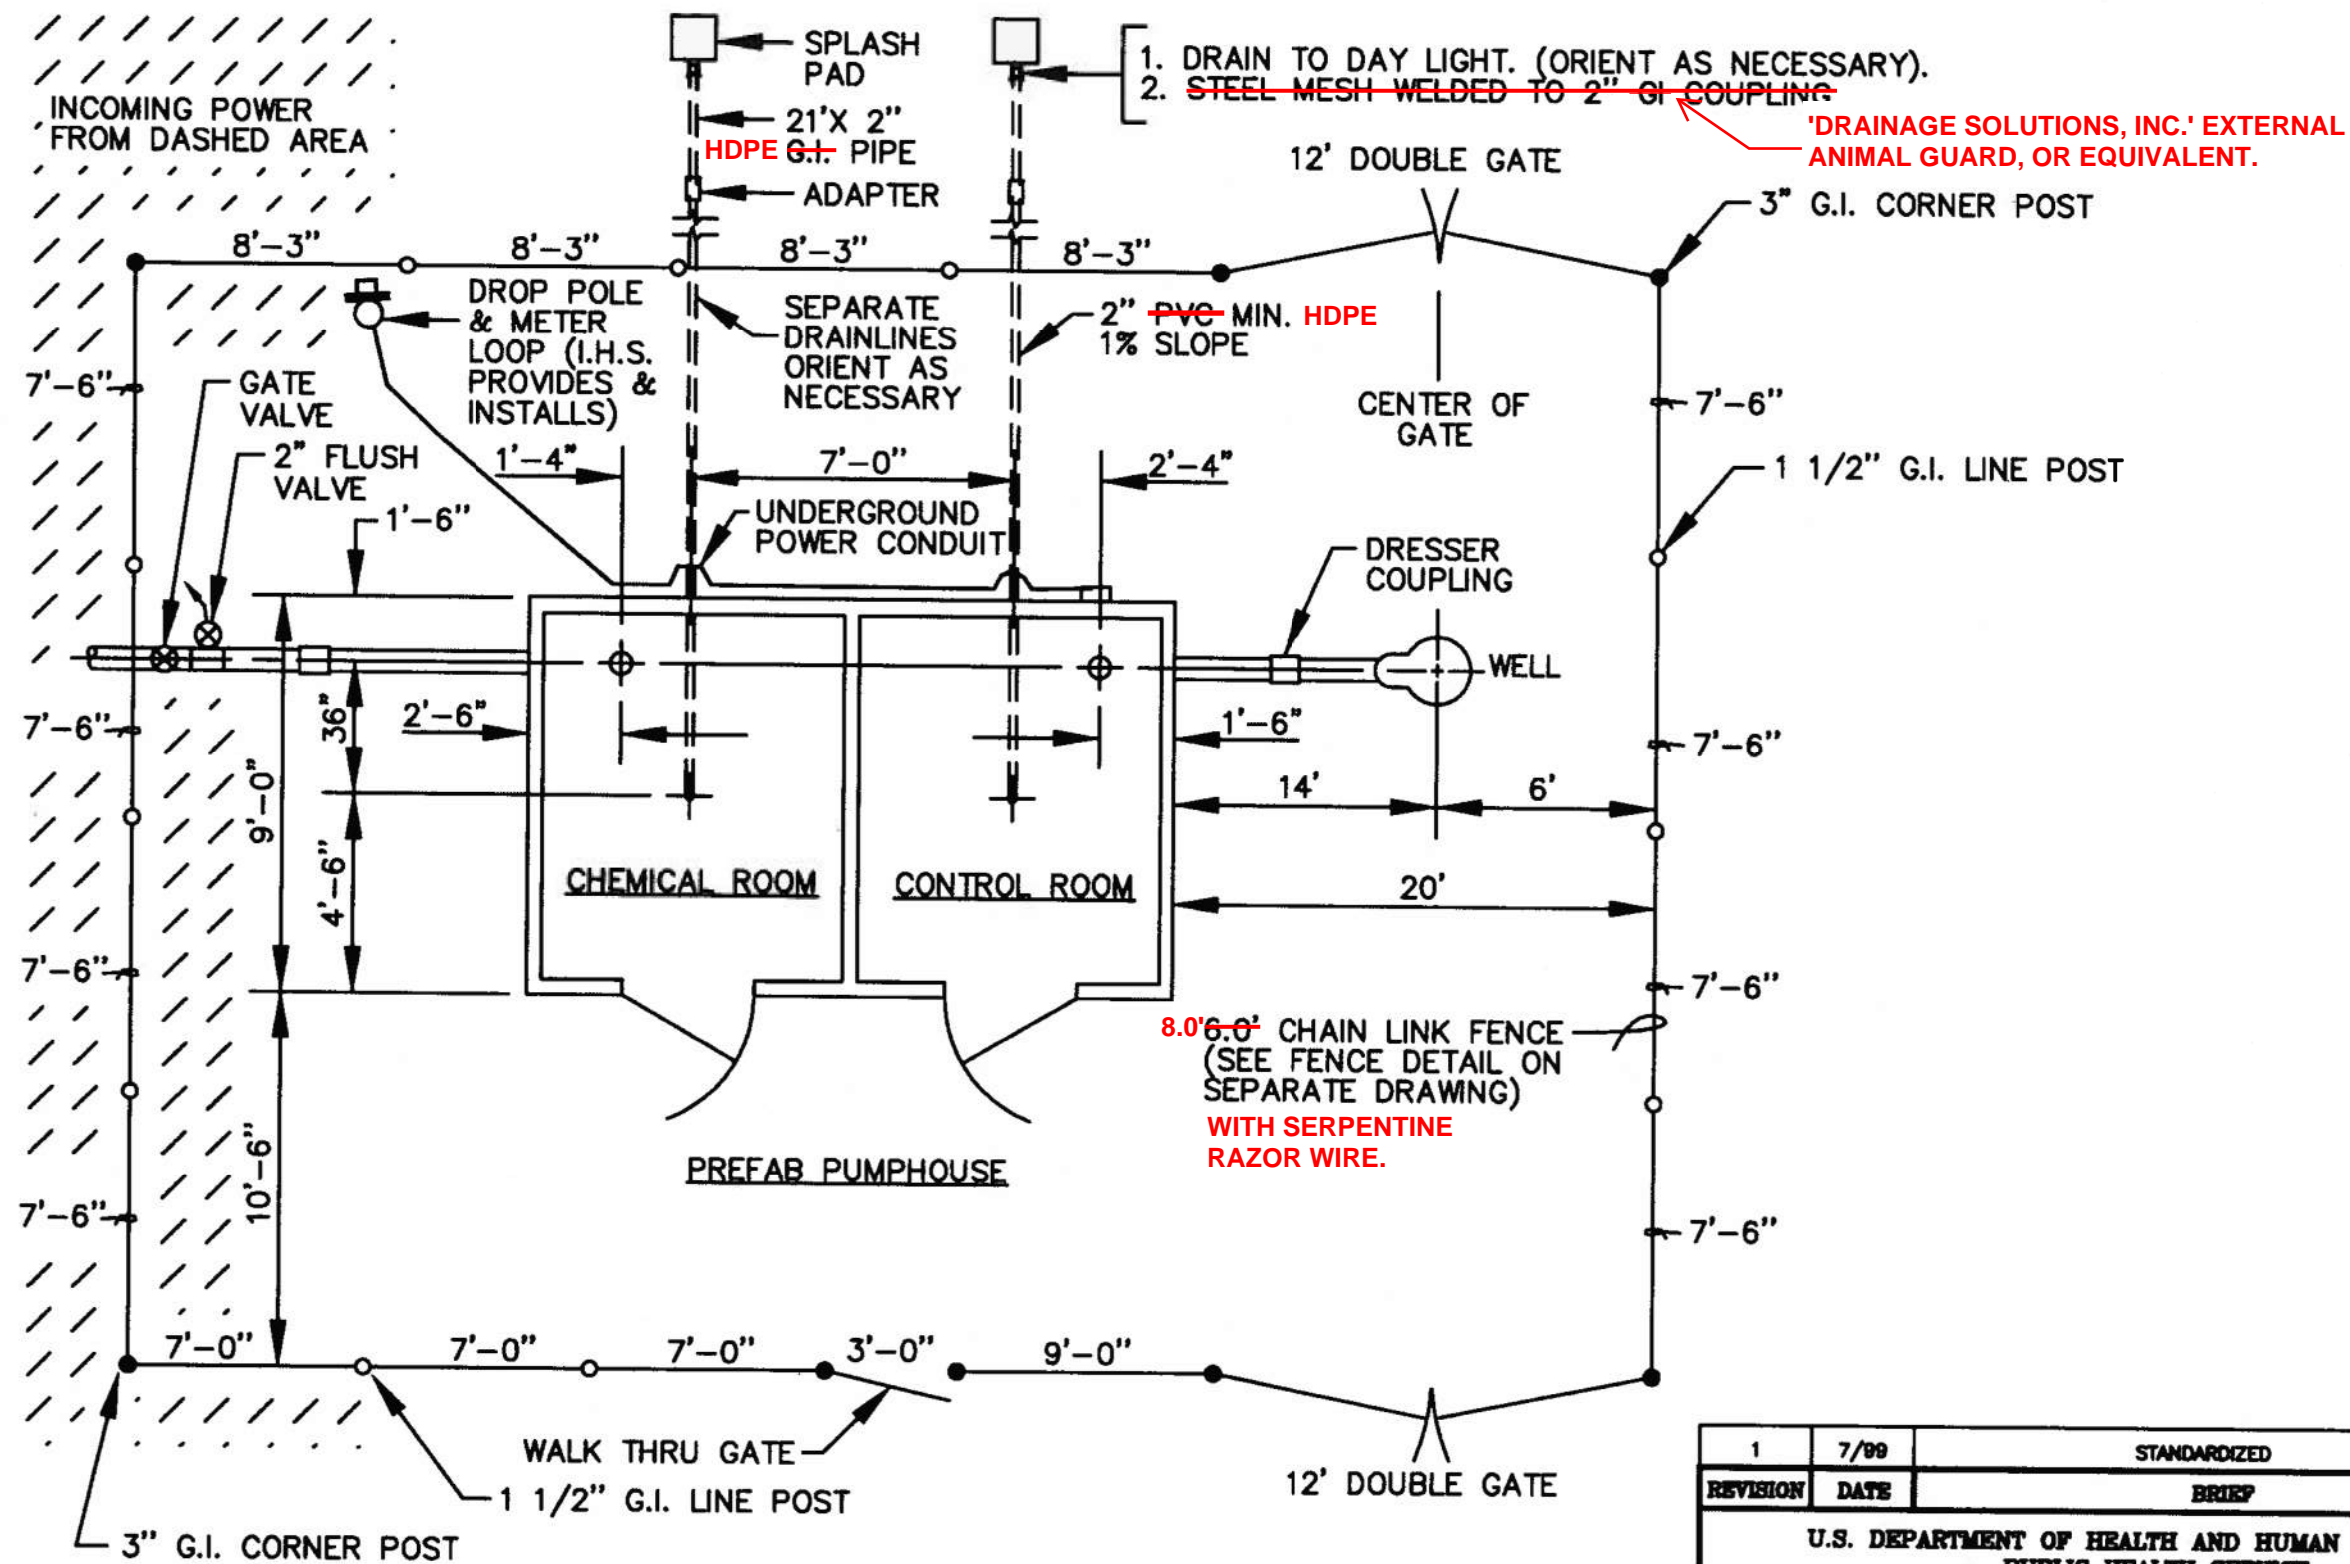 SPLASH
PAD
1. DRAIN TO DAY LIGHT. (ORIENT AS NECESSARY).
2. STEEL MESH WELDED TO 2" GI COUPLING
'DRAINAGE SOLUTIONS, INC.' EXTERNAL
ANIMAL GUARD, OR EQUIVALENT.
INCOMING POWER
FROM DASHED AREA
21'X 2"
HDPE G.I. PIPE
ADAPTER
12' DOUBLE GATE
3" G.I. CORNER POST
8'-3"
8'-3"
8'-3"
8'-3"
DROP POLE
& METER
LOOP (I.H.S.
PROVIDES &
INSTALLS)
SEPARATE
DRAINLINES
ORIENT AS
NECESSARY
2" PVC MIN. HDPE
1% SLOPE
7'-6"
GATE
VALVE
CENTER OF
GATE
7'-6"
2" FLUSH
VALVE
1'-4"
7'-0"
2'-4"
1 1/2" G.I. LINE POST
1'-6"
UNDERGROUND
POWER CONDUIT
DRESSER
COUPLING
WELL
7'-6"
36"
2'-6"
1'-6"
7'-6"
9'-0"
14'
6'
4'-6"
CHEMICAL ROOM
CONTROL ROOM
20'
7'-6"
7'-6"
8.0' 6.0' CHAIN LINK FENCE
(SEE FENCE DETAIL ON
SEPARATE DRAWING)
WITH SERPENTINE
RAZOR WIRE.
10'-6"
PREFAB PUMPHOUSE
7'-6"
7'-6"
7'-0"
7'-0"
7'-0"
3'-0"
9'-0"
WALK THRU GATE
1 1/2" G.I. LINE POST
12' DOUBLE GATE
3" G.I. CORNER POST
1 7/99 STANDARDIZED
REVISION DATE BRIEF
U.S. DEPARTMENT OF HEALTH AND HUMAN
PUBLIC HEALTH SERVICE